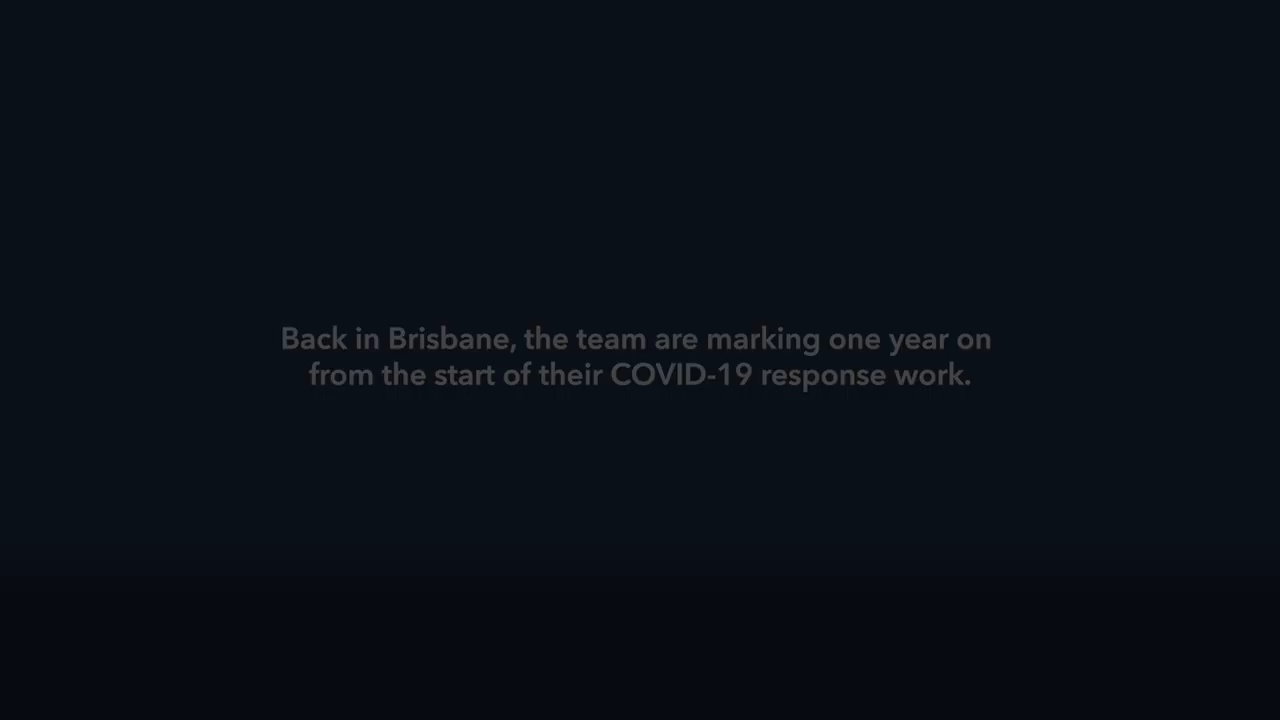 Back in Brisbane, the team are marking one year on
from the start of their COVID-19 response work.